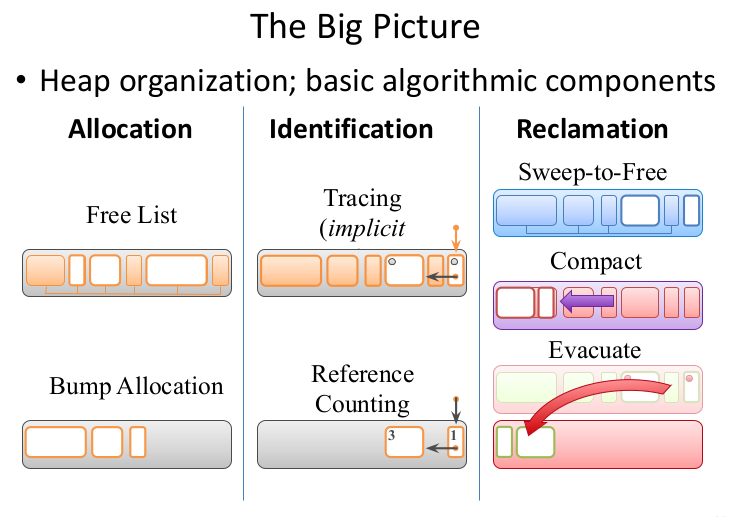 The Big Picture
• Heap organization; basic algorithmic components
Allocation
Free List
Bump Allocation
Identification
Tracing
(implicit
Reference
Counting
3
1
Reclamation
Sweep-to-Free
Compact
Evacuate